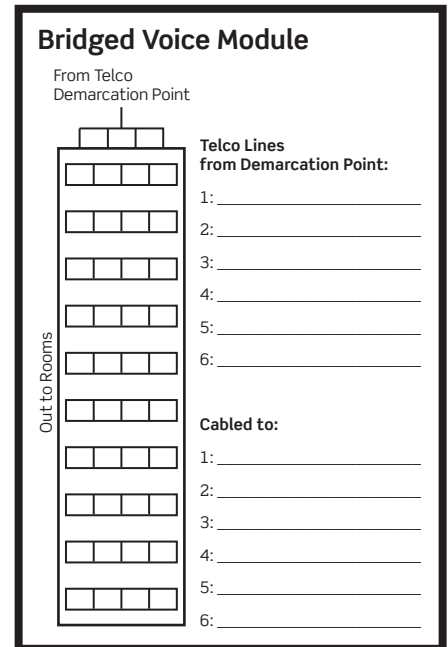 Bridged Voice Module
From Telco
Demarcation Point
Out to Rooms
Telco Lines
from Demarcation Point:
1:
2:
3:
4:
5:
6:
Cabled to:
1:
2:
3:
4:
5:
6: